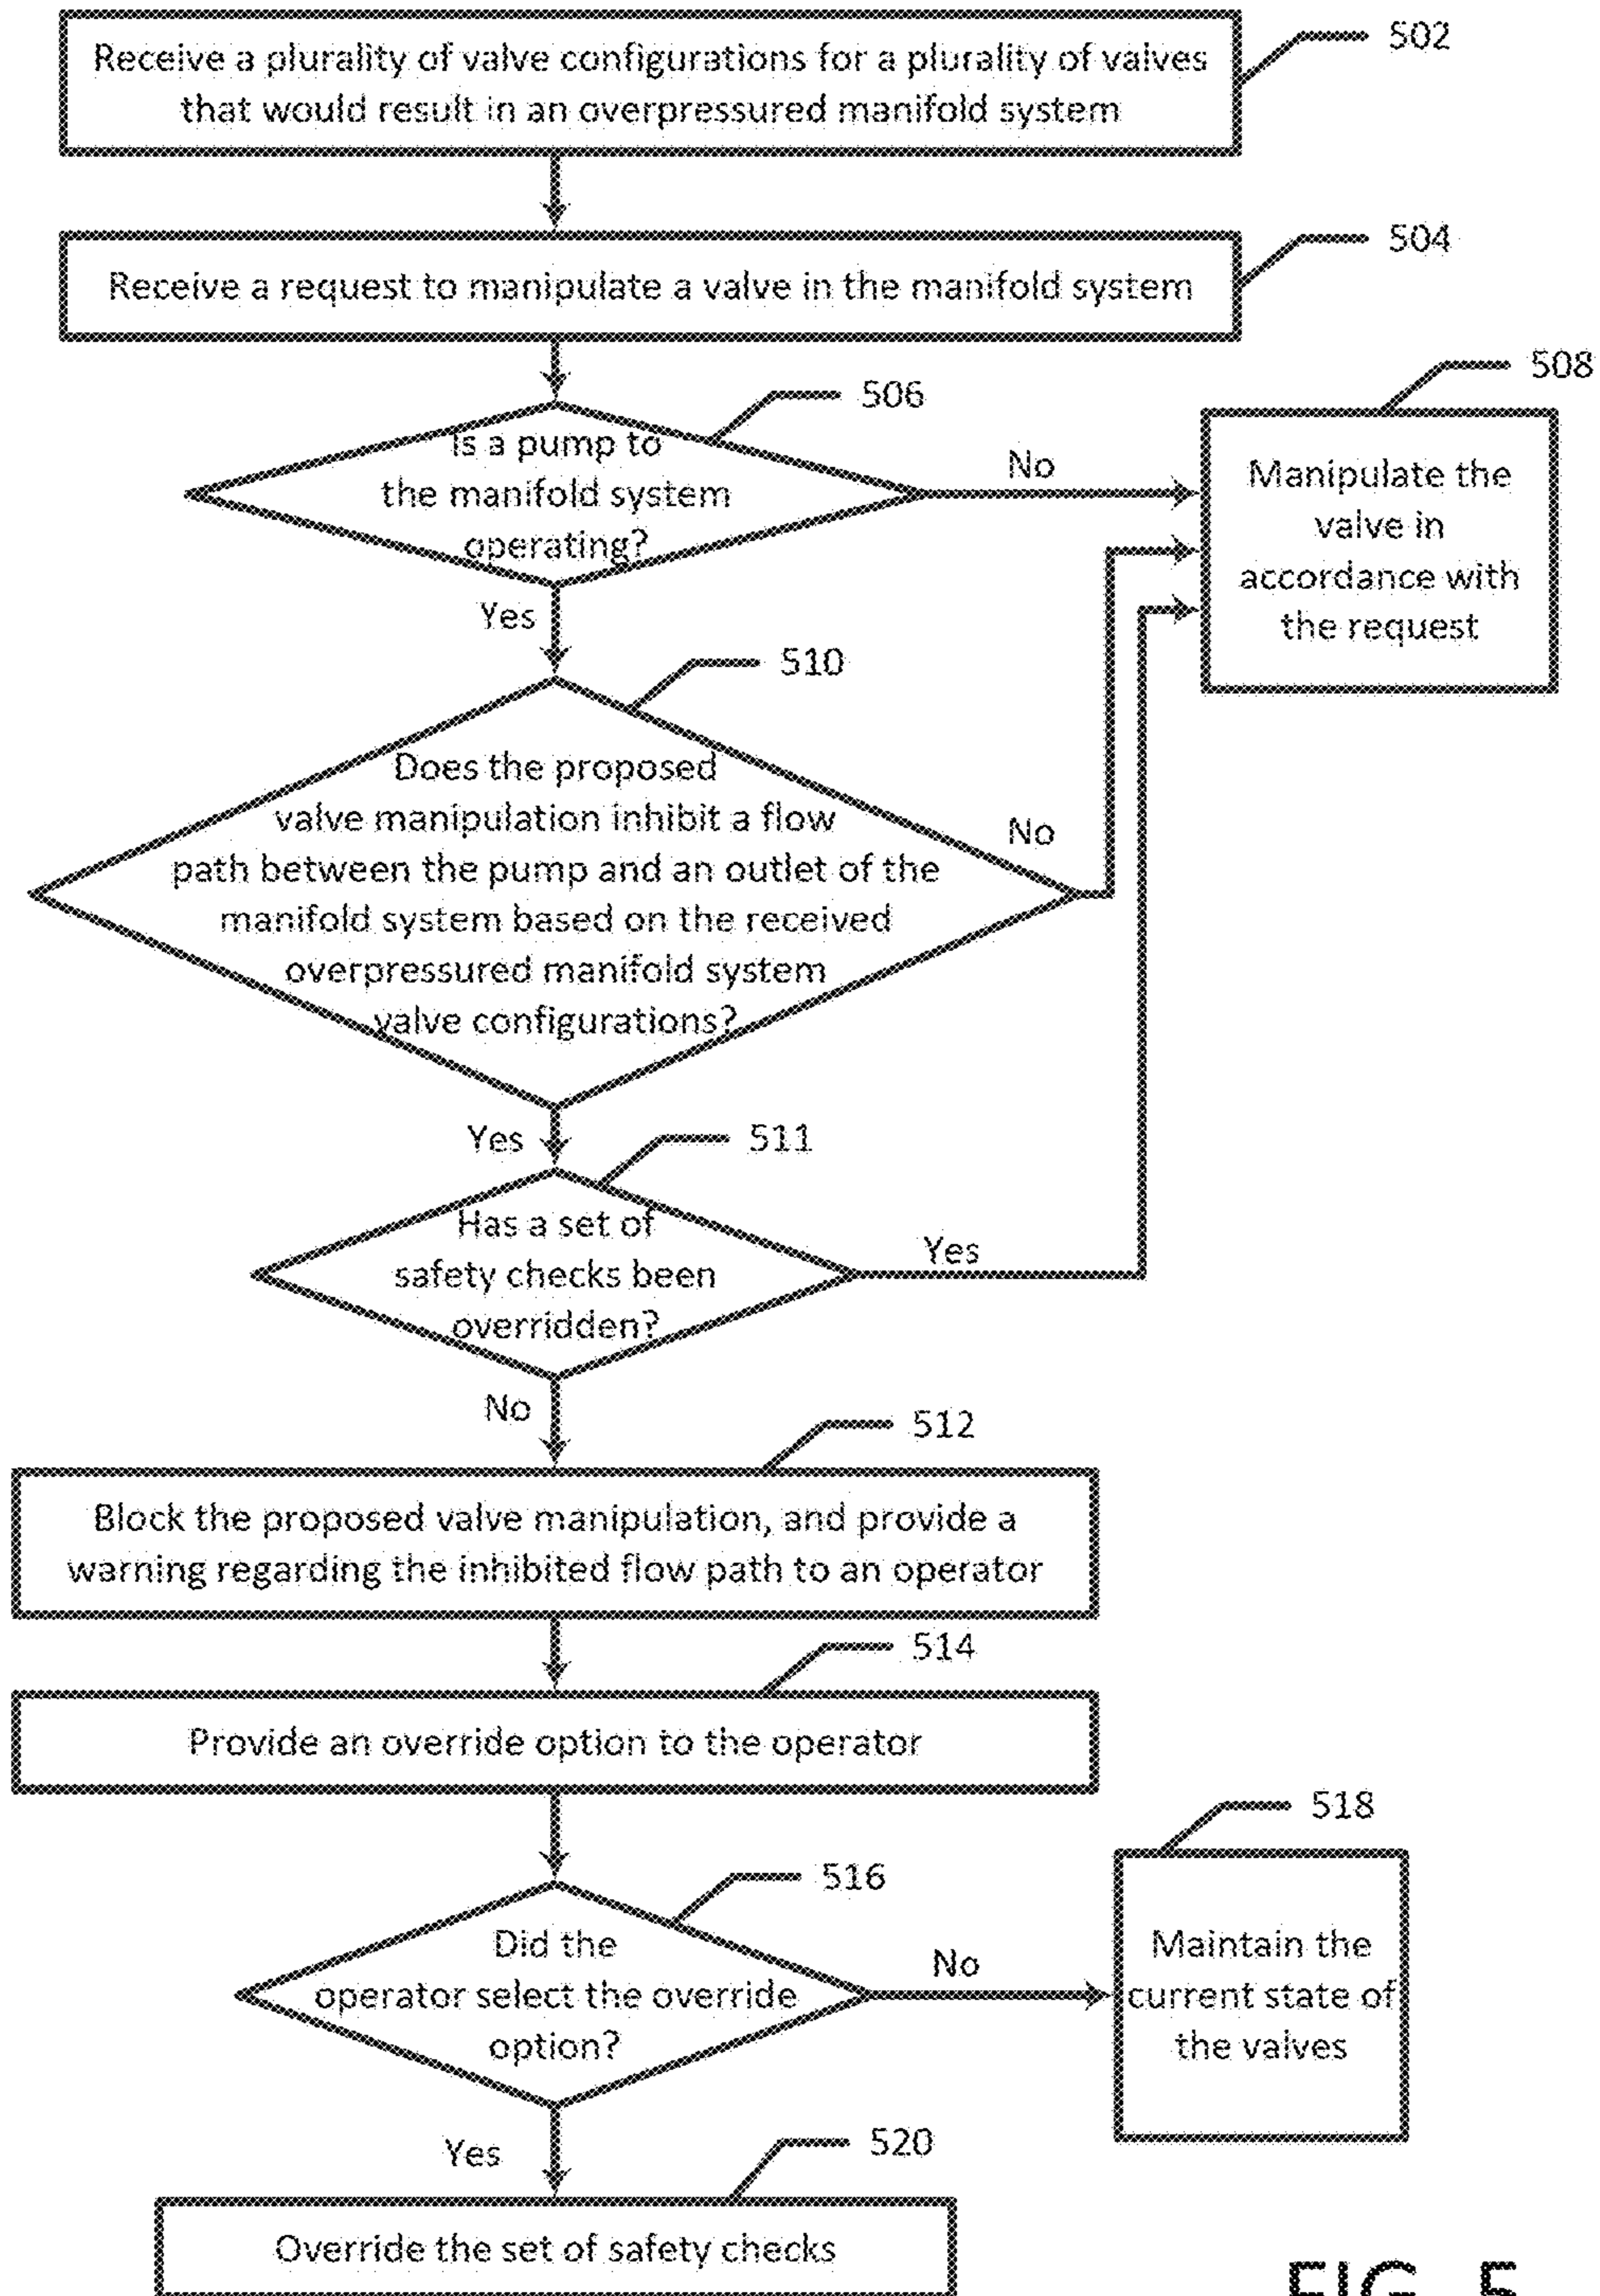 Receive a plurality of valve configurations for a plurality of valves
that would result in an overpressured manifold system
502
Receive a request to manipulate a valve in the manifold system
504
Is a pump to
the manifold system
operating?
506
No
Manipulate the
valve in
accordance with
the request
508
Yes
Does the proposed
valve manipulation inhibit a flow
path between the pump and an outlet of the
manifold system based on the received
overpressured manifold system
valve configurations?
510
No
Yes
Has a set of
safety checks been
overridden?
511
Yes
No
Block the proposed valve manipulation, and provide a
warning regarding the inhibited flow path to an operator
512
Provide an override option to the operator
514
Did the
operator select the override
option?
516
No
Maintain the
current state of
the valves
518
Yes
Override the set of safety checks
520
FIG. 5